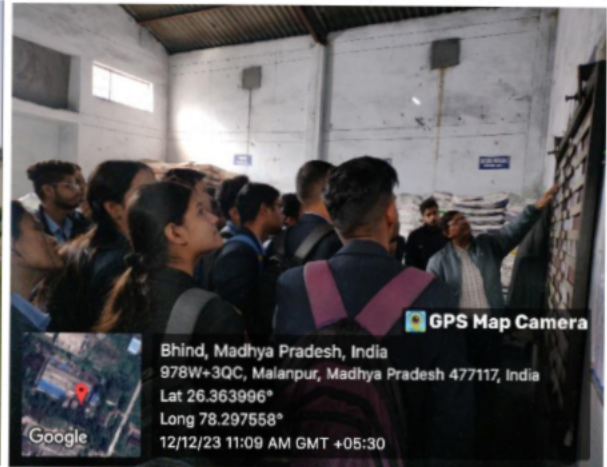 GPS Map Camera
Bhind, Madhya Pradesh, India
978W+3QC, Malanpur, Madhya Pradesh 477117, India
Lat 26.363996°
Long 78.297558°
12/12/23 11:09 AM GMT +05:30
Google